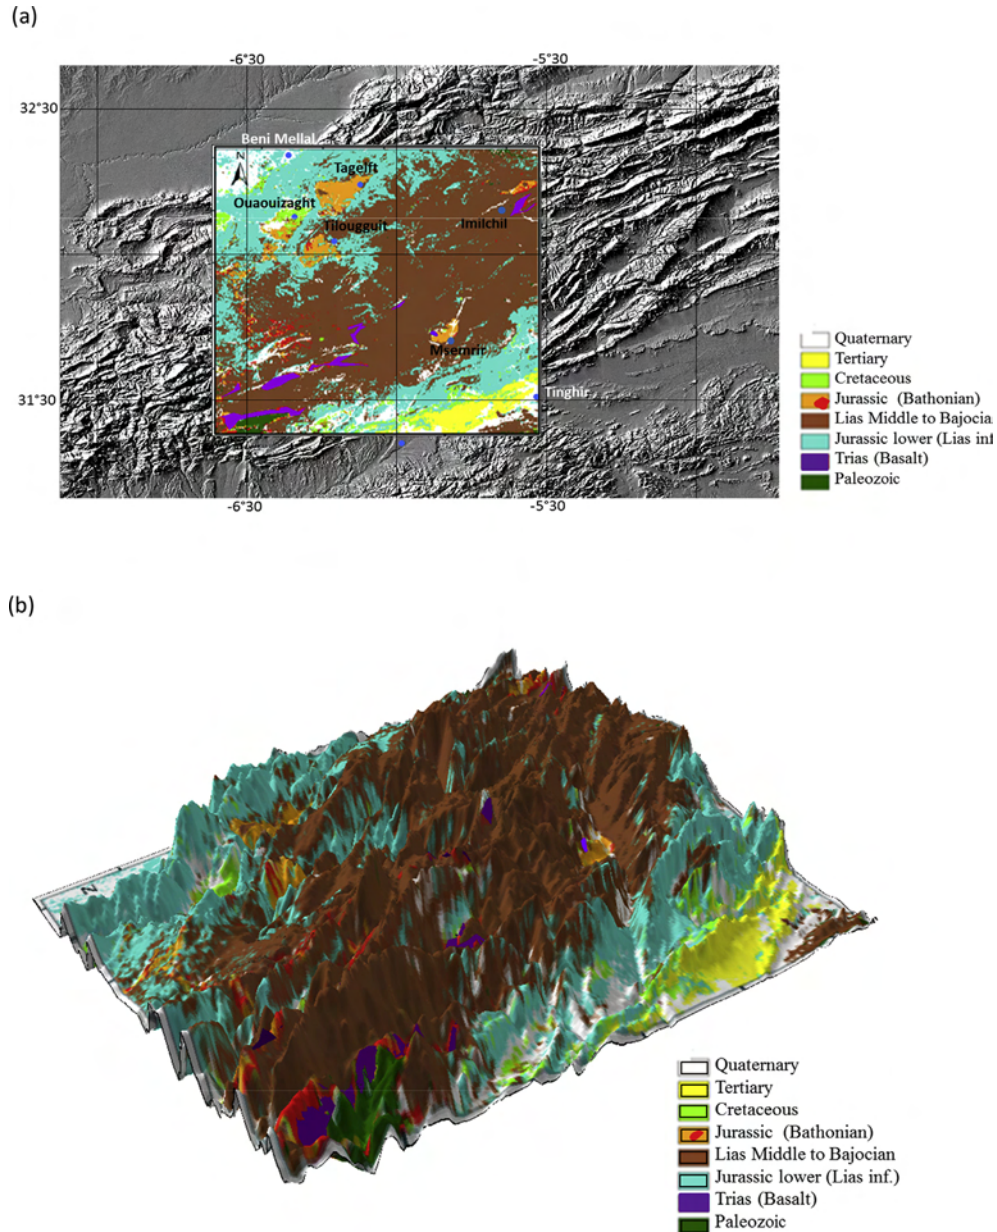 (a)
-6°30 -5°30
32°30
Beni Mellal
N
Tagelft
Ouaouizaght
Tilougguit
Imilchil
Msemrir
Tinghir
31°30
-6°30 -5°30
Quaternary
Tertiary
Cretaceous
Jurassic (Bathonian)
Lias Middle to Bajocia
Jurassic lower (Lias inf
Trias (Basalt)
Paleozoic
(b)
N
Quaternary
Tertiary
Cretaceous
Jurassic (Bathonian)
Lias Middle to Bajocian
Jurassic lower (Lias inf.)
Trias (Basalt)
Paleozoic